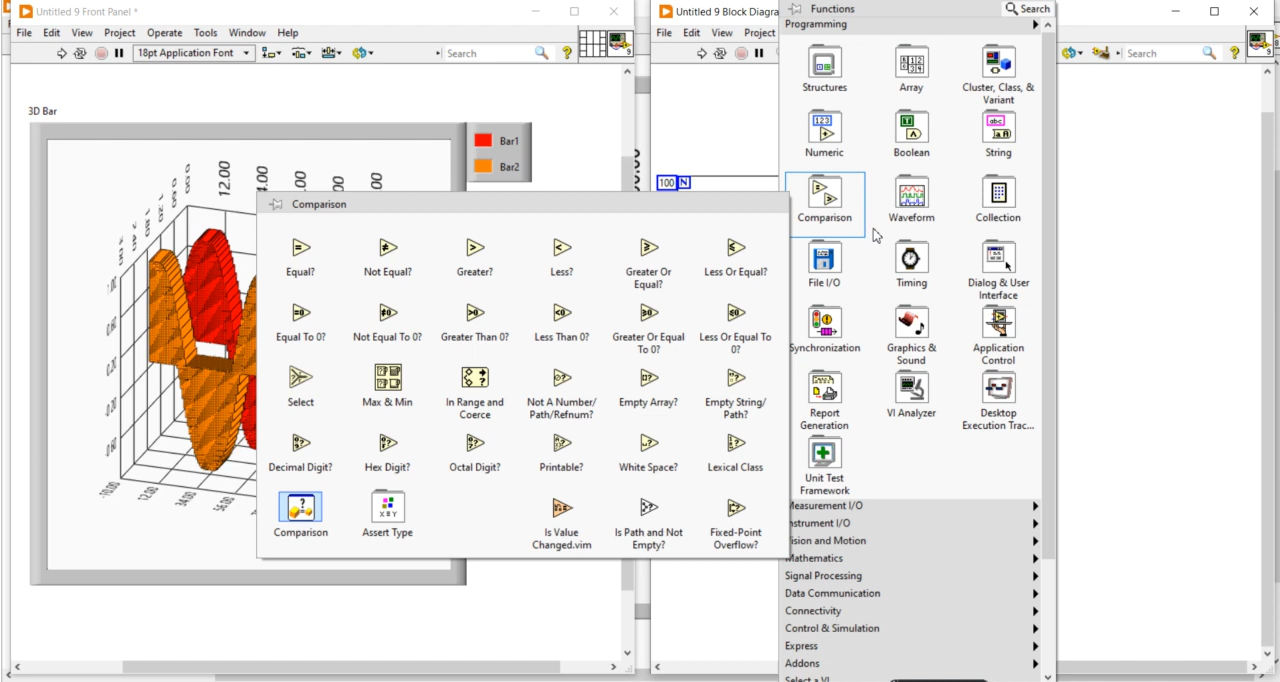 Untitled 9 Front Panel *
File Edit View Project Operate Tools Window Help
18pt Application Font
Search
9
3D Bar
Bar1
Bar2
12.00
Untitled 9 Block Diagra
File Edit View Project
Search
9
100 N
Comparison
Equal?
Not Equal?
Greater?
Less?
Greater Or
Equal?
Less Or Equal?
Equal To 0?
Not Equal To 0?
Greater Than 0?
Less Than 0?
Greater Or Equal
To 0?
Less Or Equal To
0?
ect
Max & Min
In Range and
Coerce
Not A Number/
Path/Refnum?
Empty Array?
Empty String/
Path?
Decimal Digit?
Hex Digit?
Octal Digit?
Printable?
White Space?
Lexical Class
Comparison
Assert Type
Is Value
Changed.vim
Is Path and Not
Empty?
Fixed-Point
Overflow?
Functions
Search
Programming
Structures
Array
Cluster, Class, &
Variant
Numeric
Boolean
String
Comparison
Waveform
Collection
File I/O
Timing
Dialog & User
Interface
Synchronization
Graphics &
Sound
Application
Control
Report
Generation
VI Analyzer
Desktop
Execution Trac...
Unit Test
Framework
Measurement I/O
Instrument I/O
Vision and Motion
Mathematics
Signal Processing
Data Communication
Connectivity
Control & Simulation
Express
Addons
Select a VI